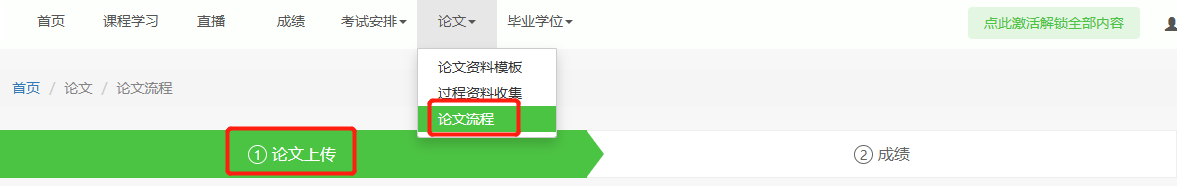 首页 课程学习 直播 成绩 考试安排 论文 毕业学位 点此激活解锁全部内容
论文资料模板
首页 / 论文 / 论文流程
过程资料收集
论文流程
① 论文上传 ② 成绩